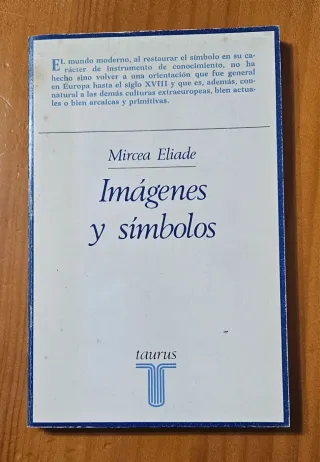 EL mundo moderno, al restaurar el símbolo en su ca-
rácter de instrumento de conocimiento, no ha
hecho sino volver a una orientación que fue general
en Europa hasta el siglo XVIII y que es, además, con-
natural a las demás culturas extraeuropeas, bien actua-
les o bien arcaicas y primitivas.
Mircea Eliade
Imágenes
y símbolos
taurus